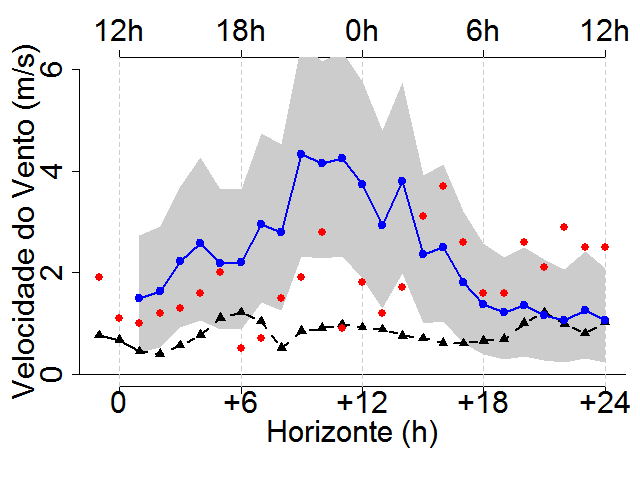 12h 18h 0h 6h 12h
Velocidade do Vento (m/s)
6
4
2
0
0 +6 +12 +18 +24
Horizonte (h)